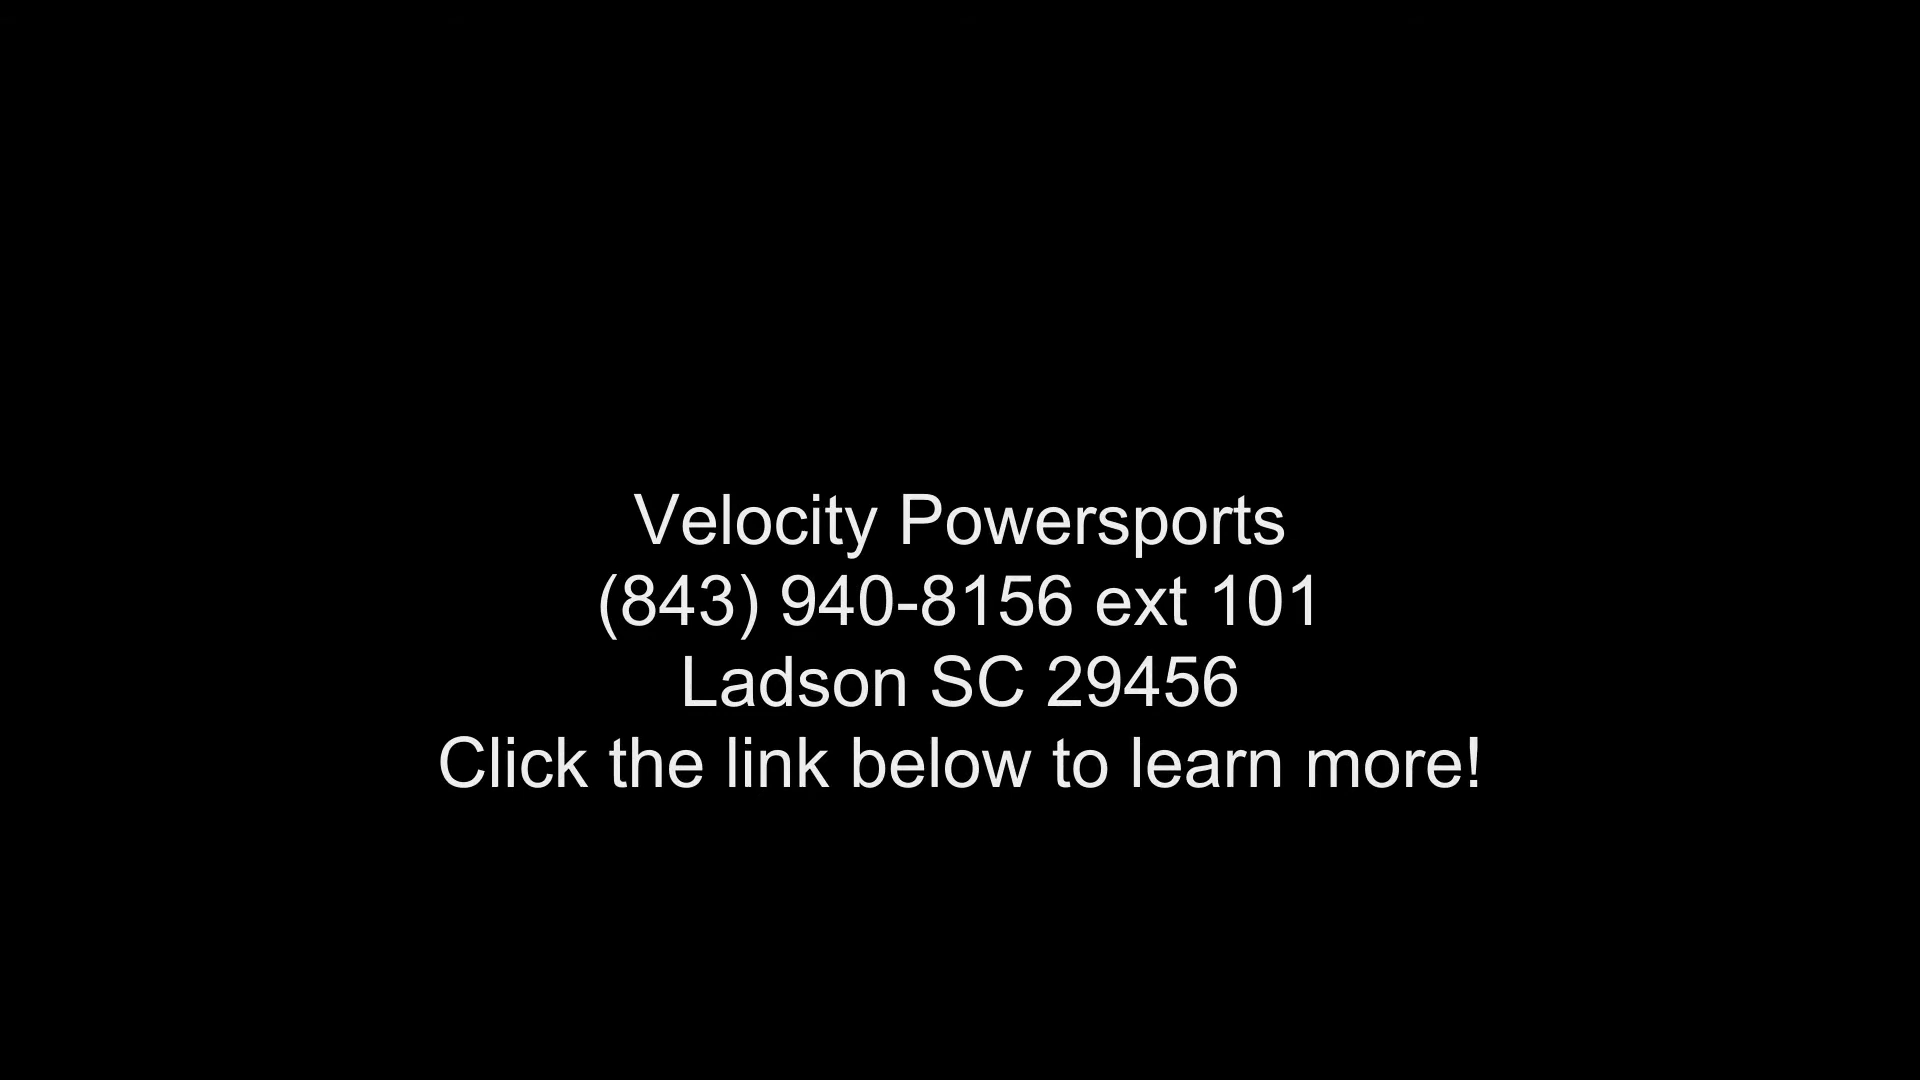 Velocity Powersports
(843) 940-8156 ext 101
Ladson SC 29456
Click the link below to learn more!